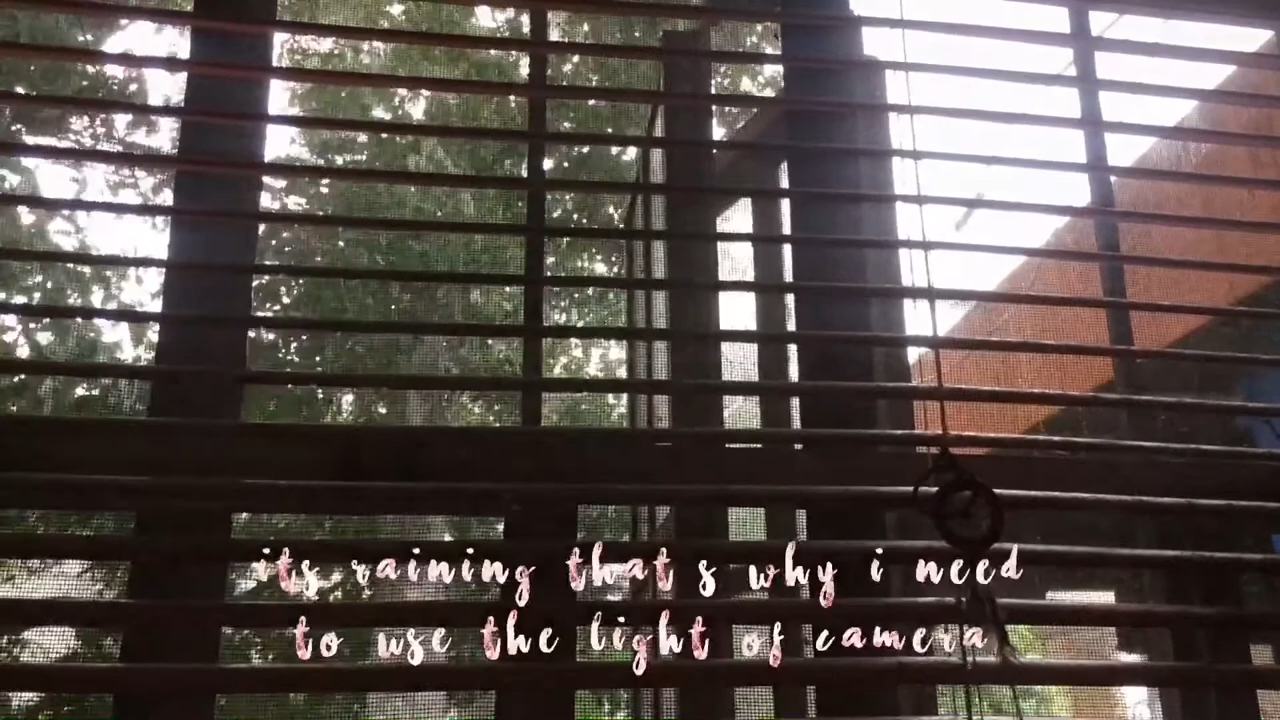 its raining that s why i need
to use the light of camera